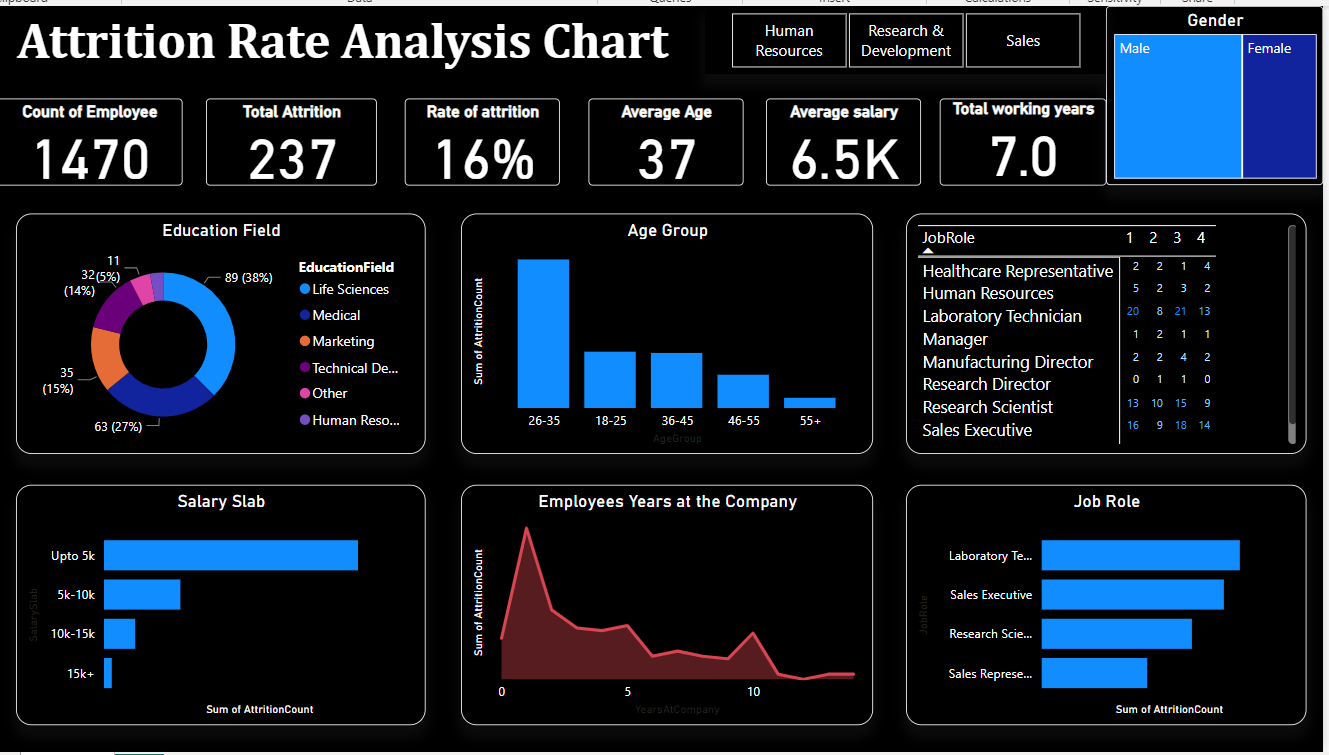 Clipboard Data Queries Insert Calculations Sensitivity Share
Attrition Rate Analysis Chart
Human
Resources
Research &
Development
Sales
Gender
Male
Female
Count of Employee
1470
Total Attrition
237
Rate of attrition
16%
Average Age
37
Average salary
6.5K
Total working years
7.0
Education Field
11
32(5%)
(14%)
89 (38%)
35
(15%)
63 (27%)
EducationField
Life Sciences
Medical
Marketing
Technical De...
Other
Human Reso...
Age Group
Sum of AttritionCount
26-35 18-25 36-45 46-55 55+
AgeGroup
JobRole 1 2 3 4
Healthcare Representative 2 2 1 4
Human Resources 5 2 3 2
Laboratory Technician 20 8 21 13
Manager 1 2 1 1
Manufacturing Director 2 2 4 2
Research Director 0 1 1 0
Research Scientist 13 10 15 9
Sales Executive 16 9 18 14
Salary Slab
SalarySlab
Upto 5k
5k-10k
10k-15k
15k+
Sum of AttritionCount
Employees Years at the Company
Sum of AttritionCount
0 5 10
YearsAtCompany
Job Role
JobRole
Laboratory Te...
Sales Executive
Research Scie...
Sales Represe...
Sum of AttritionCount